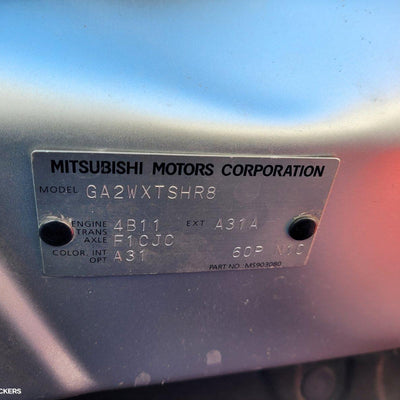 MITSUBISHI MOTORS CORPORATION
MODEL GA2WXTSHR8
ENGINE 4B11 EXT A31A
TRANS AXLE F1CJC
COLOR, INT OPT A31 60P
PART NO. MS903080
CKERS